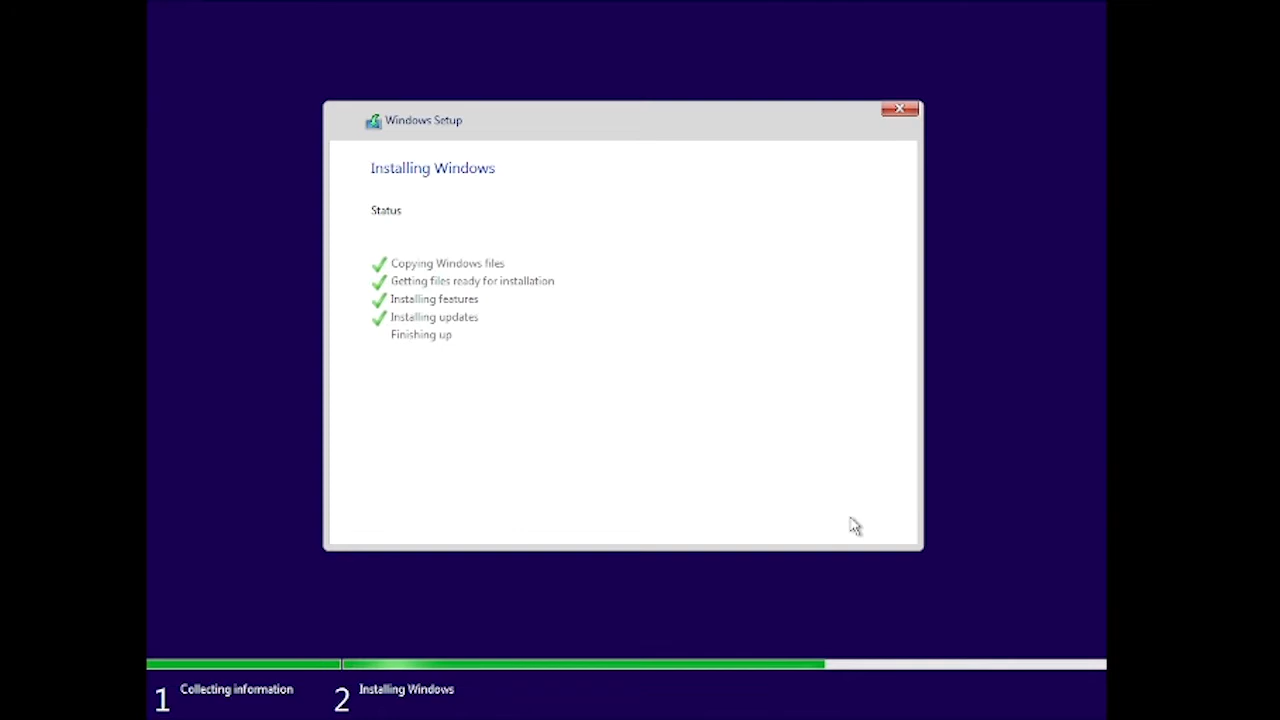 Windows Setup
Installing Windows
Status
Copying Windows files
Getting files ready for installation
Installing features
Installing updates
Finishing up
1 Collecting information
2 Installing Windows